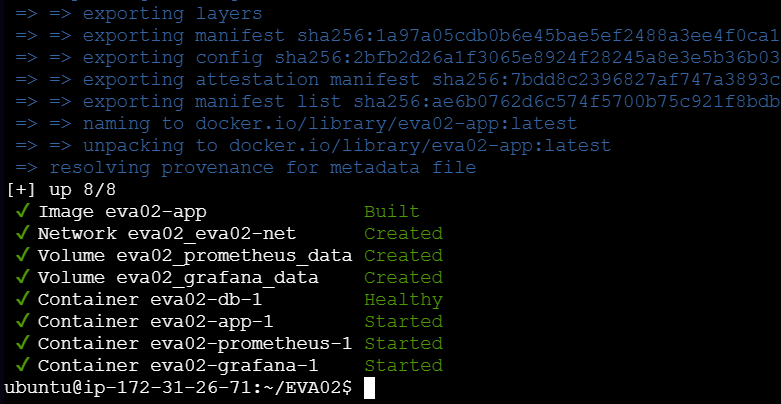 => => exporting layers
=> => exporting manifest sha256:1a97a05cdb0b6e45bae5ef2488a3ee4f0ca1
=> => exporting config sha256:2bfb2d26a1f3065e8924f28245a8e3e5b36b03
=> => exporting attestation manifest sha256:7bdd8c2396827af747a3893c
=> => exporting manifest list sha256:ae6b0762d6c574f5700b75c921f8bdb
=> => naming to docker.io/library/eva02-app:latest
=> => unpacking to docker.io/library/eva02-app:latest
=> resolving provenance for metadata file
[+] up 8/8
✓ Image eva02-app Built
✓ Network eva02_eva02-net Created
✓ Volume eva02_prometheus_data Created
✓ Volume eva02_grafana_data Created
✓ Container eva02-db-1 Healthy
✓ Container eva02-app-1 Started
✓ Container eva02-prometheus-1 Started
✓ Container eva02-grafana-1 Started
ubuntu@ip-172-31-26-71:~/EVA02$